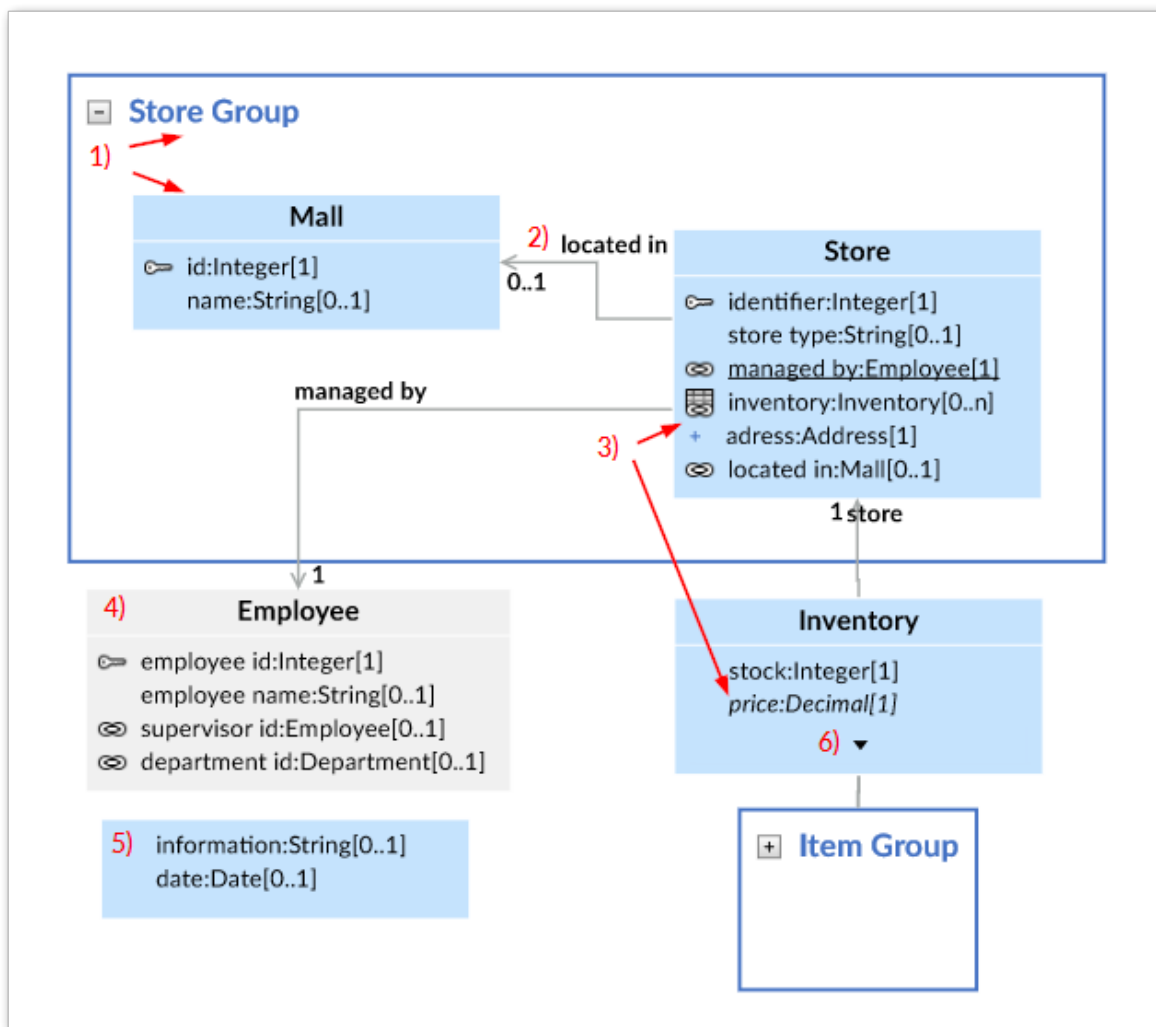 - Store Group
1)
Mall
id:Integer[1]
name:String[0..1]
2) located in
0..1
Store
identifier:Integer[1]
store type:String[0..1]
managed by:Employee[1]
inventory:Inventory[0..n]
+ adress:Address[1]
located in:Mall[0..1]
managed by
3)
1 store
1
4) Employee
employee id:Integer[1]
employee name:String[0..1]
supervisor id:Employee[0..1]
department id:Department[0..1]
Inventory
stock:Integer[1]
price:Decimal[1]
6)
5) information:String[0..1]
date:Date[0..1]
+ Item Group